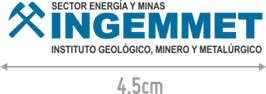 SECTOR ENERGÍA Y MINAS
INGEMMET
INSTITUTO GEOLÓGICO, MINERO Y METALÚRGICO
4.5cm